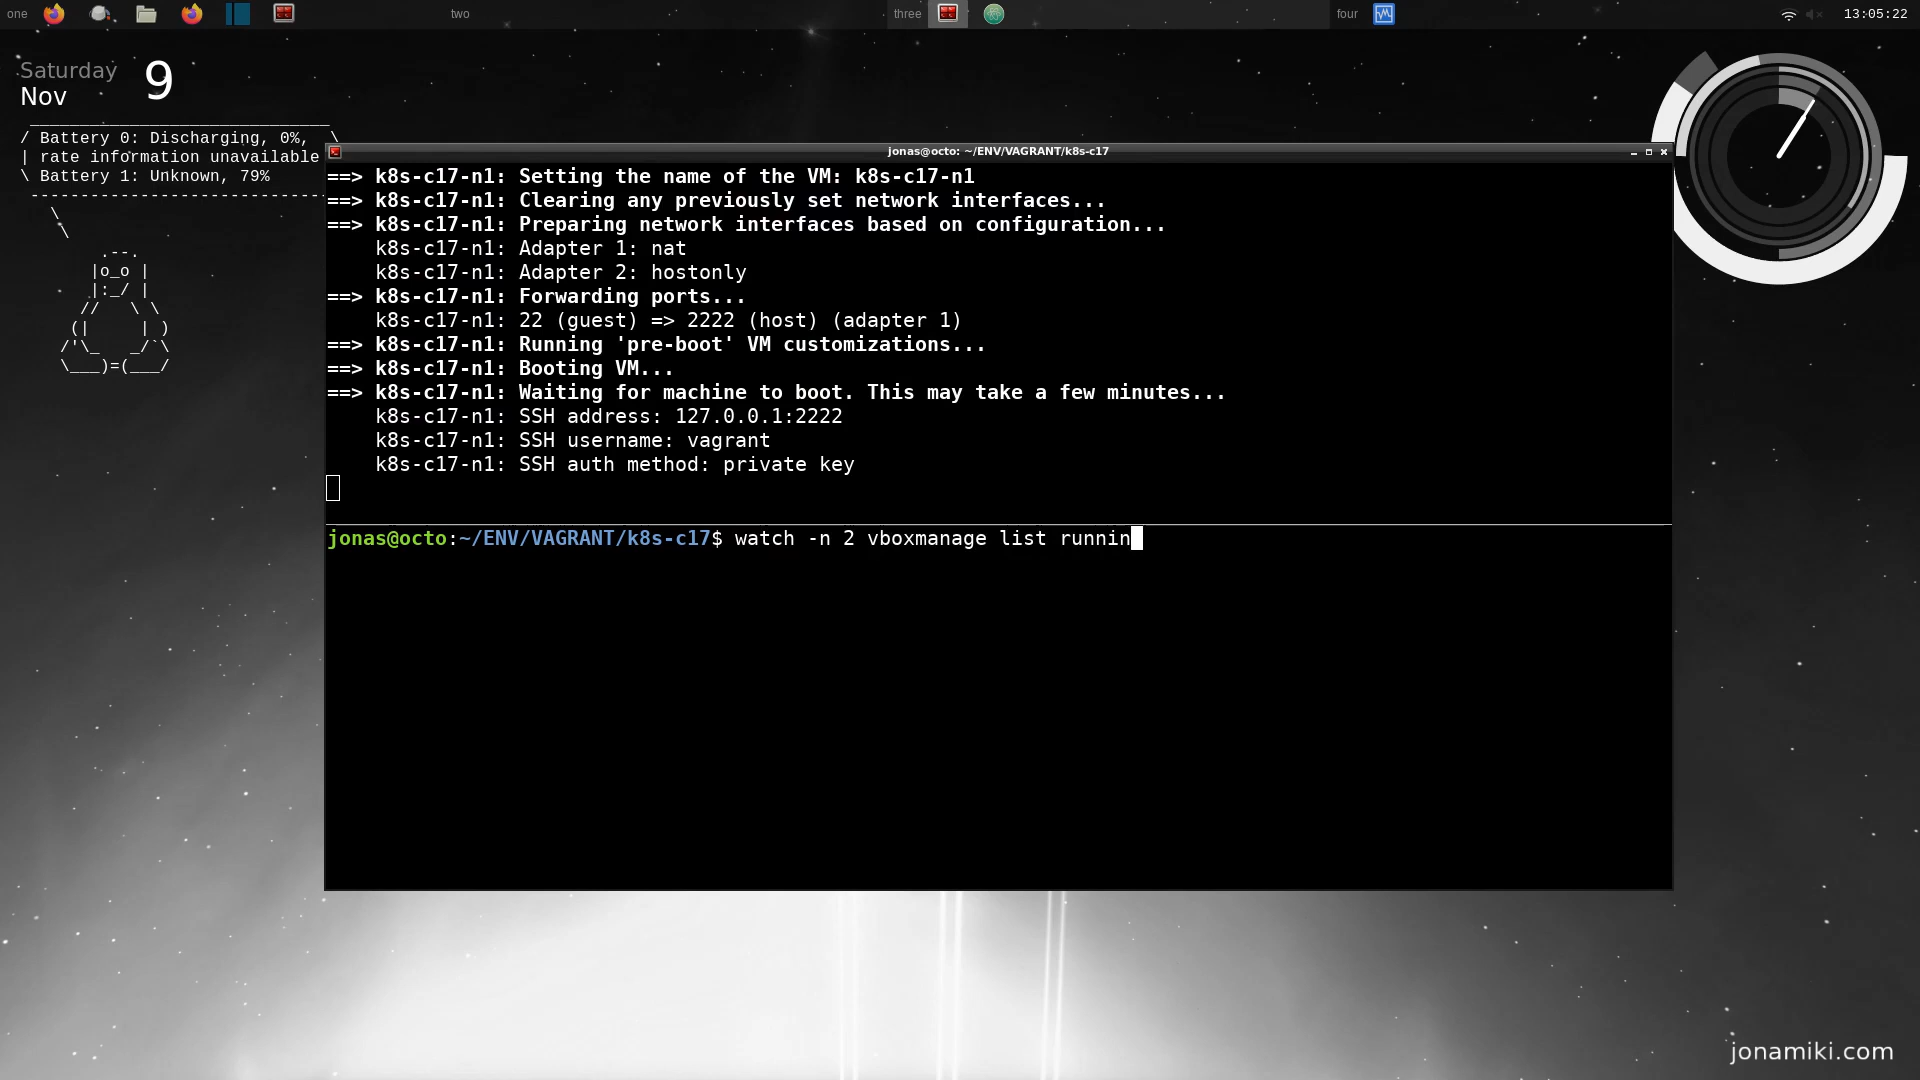 one
two
three
four
13:05:22
Saturday
Nov
9
/ Battery 0: Discharging, 0%, \
| rate information unavailable
\ Battery 1: Unknown, 79%
------------------------------
\
\
.--.
|o_o |
|:_/ |
//   \ \
(|     | )
/'\_   _/`\
\___)=(___/
jonas@octo: ~/ENV/VAGRANT/k8s-c17
==> k8s-c17-n1: Setting the name of the VM: k8s-c17-n1
==> k8s-c17-n1: Clearing any previously set network interfaces...
==> k8s-c17-n1: Preparing network interfaces based on configuration...
k8s-c17-n1: Adapter 1: nat
k8s-c17-n1: Adapter 2: hostonly
==> k8s-c17-n1: Forwarding ports...
k8s-c17-n1: 22 (guest) => 2222 (host) (adapter 1)
==> k8s-c17-n1: Running 'pre-boot' VM customizations...
==> k8s-c17-n1: Booting VM...
==> k8s-c17-n1: Waiting for machine to boot. This may take a few minutes...
k8s-c17-n1: SSH address: 127.0.0.1:2222
k8s-c17-n1: SSH username: vagrant
k8s-c17-n1: SSH auth method: private key
jonas@octo:~/ENV/VAGRANT/k8s-c17$ watch -n 2 vboxmanage list runnin
jonamiki.com